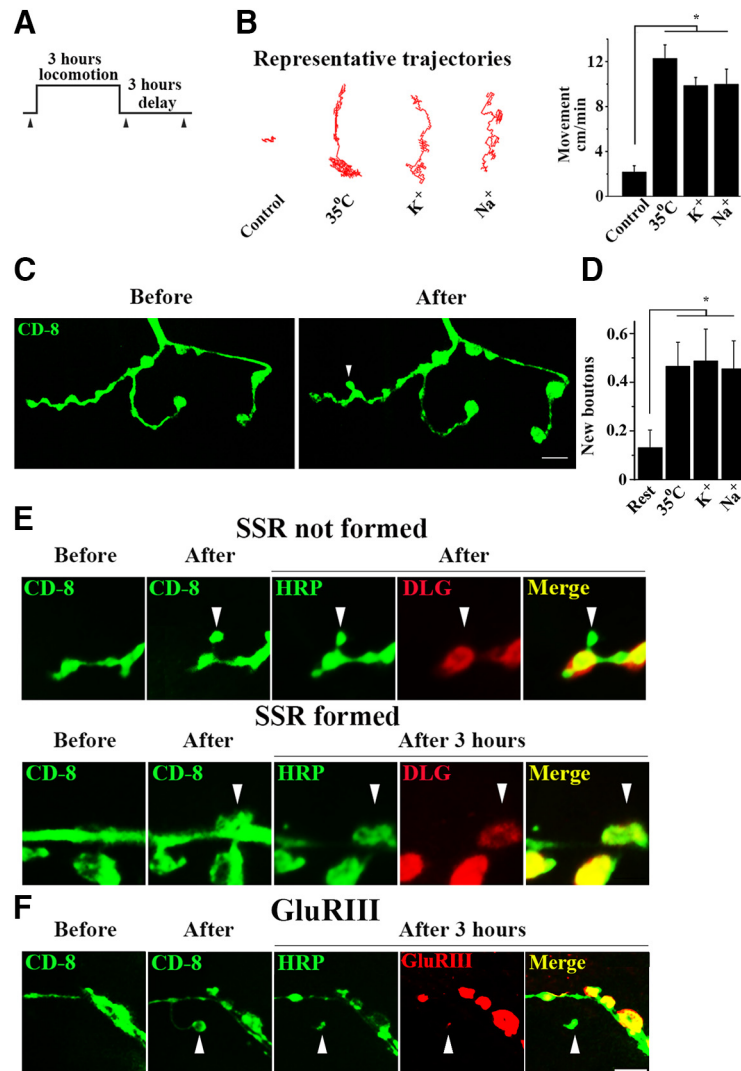 A
3 hours
locomotion
3 hours
delay
B
Representative trajectories
Control
35⁰C
K⁺
Na⁺
Movement
cm/min
12
8
4
0
*
Control
35⁰C
K⁺
Na⁺
C
Before
After
CD-8
D
New boutons
0.6
0.4
0.2
0
*
Rest
35⁰C
K⁺
Na⁺
E
SSR not formed
Before
After
After
CD-8
CD-8
HRP
DLG
Merge
SSR formed
Before
After
After 3 hours
CD-8
CD-8
HRP
DLG
Merge
F
GluRIII
Before
After
After 3 hours
CD-8
CD-8
HRP
GluRIII
Merge